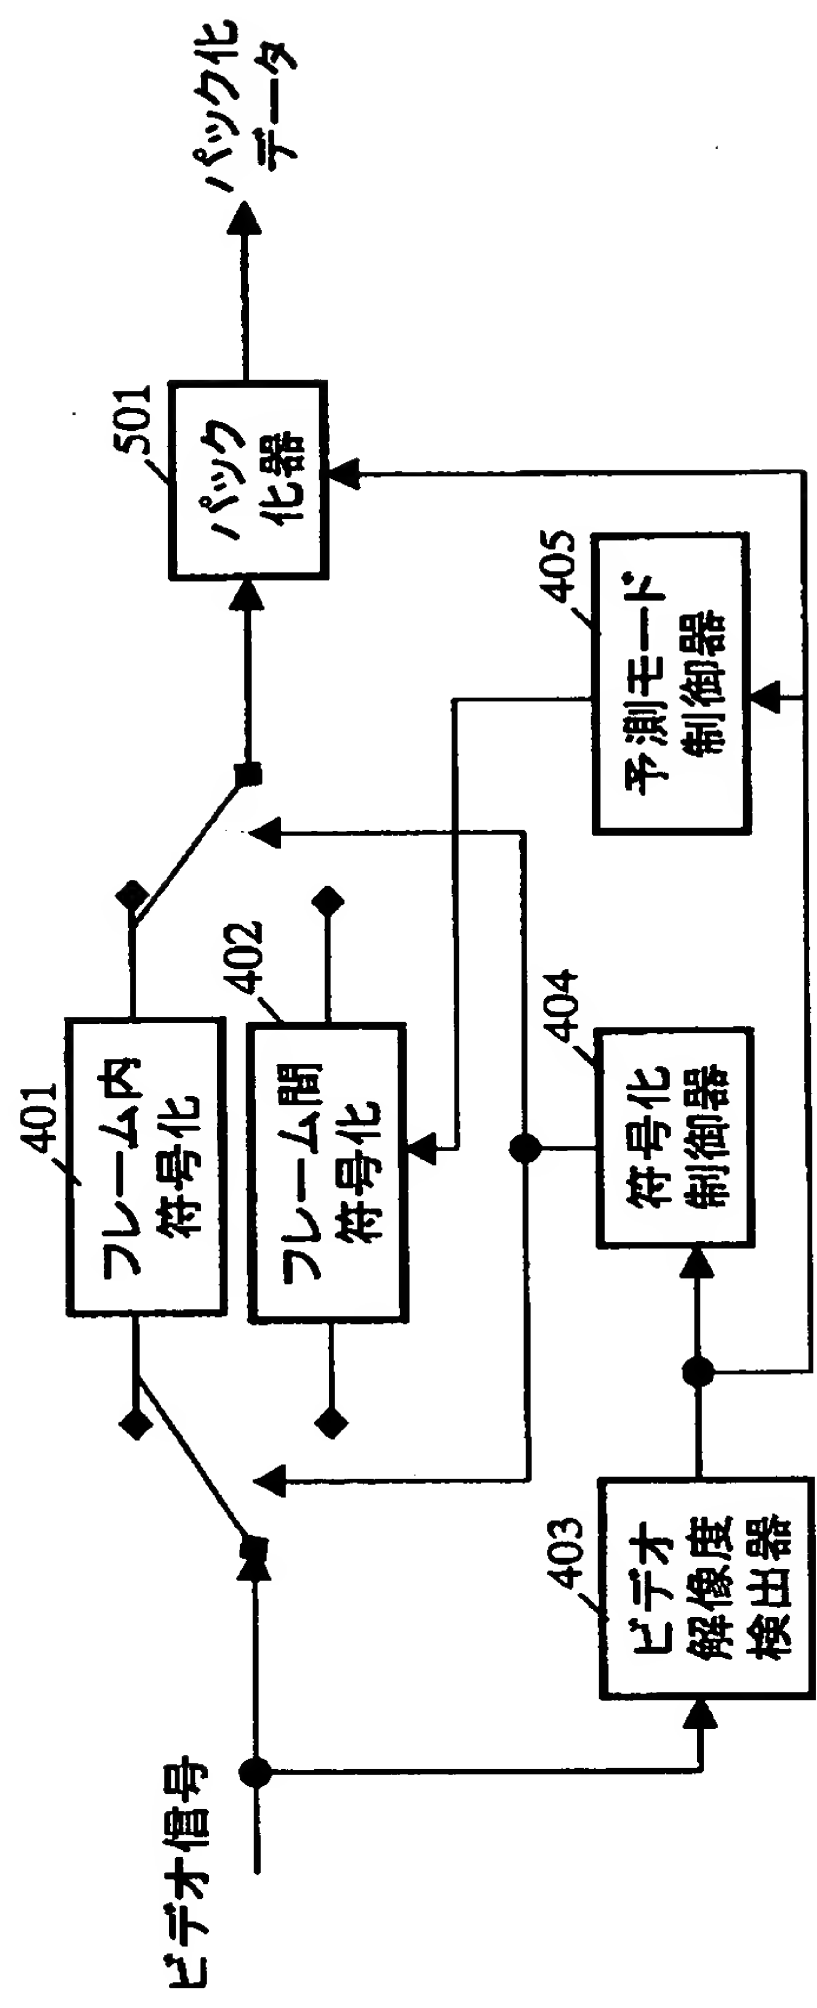 ビデオ信号
401
フレーム内
符号化
402
フレーム間
符号化
501
パック
化器
パック化
データ
403
ビデオ
解像度
検出器
404
符号化
制御器
405
予測モード
制御器